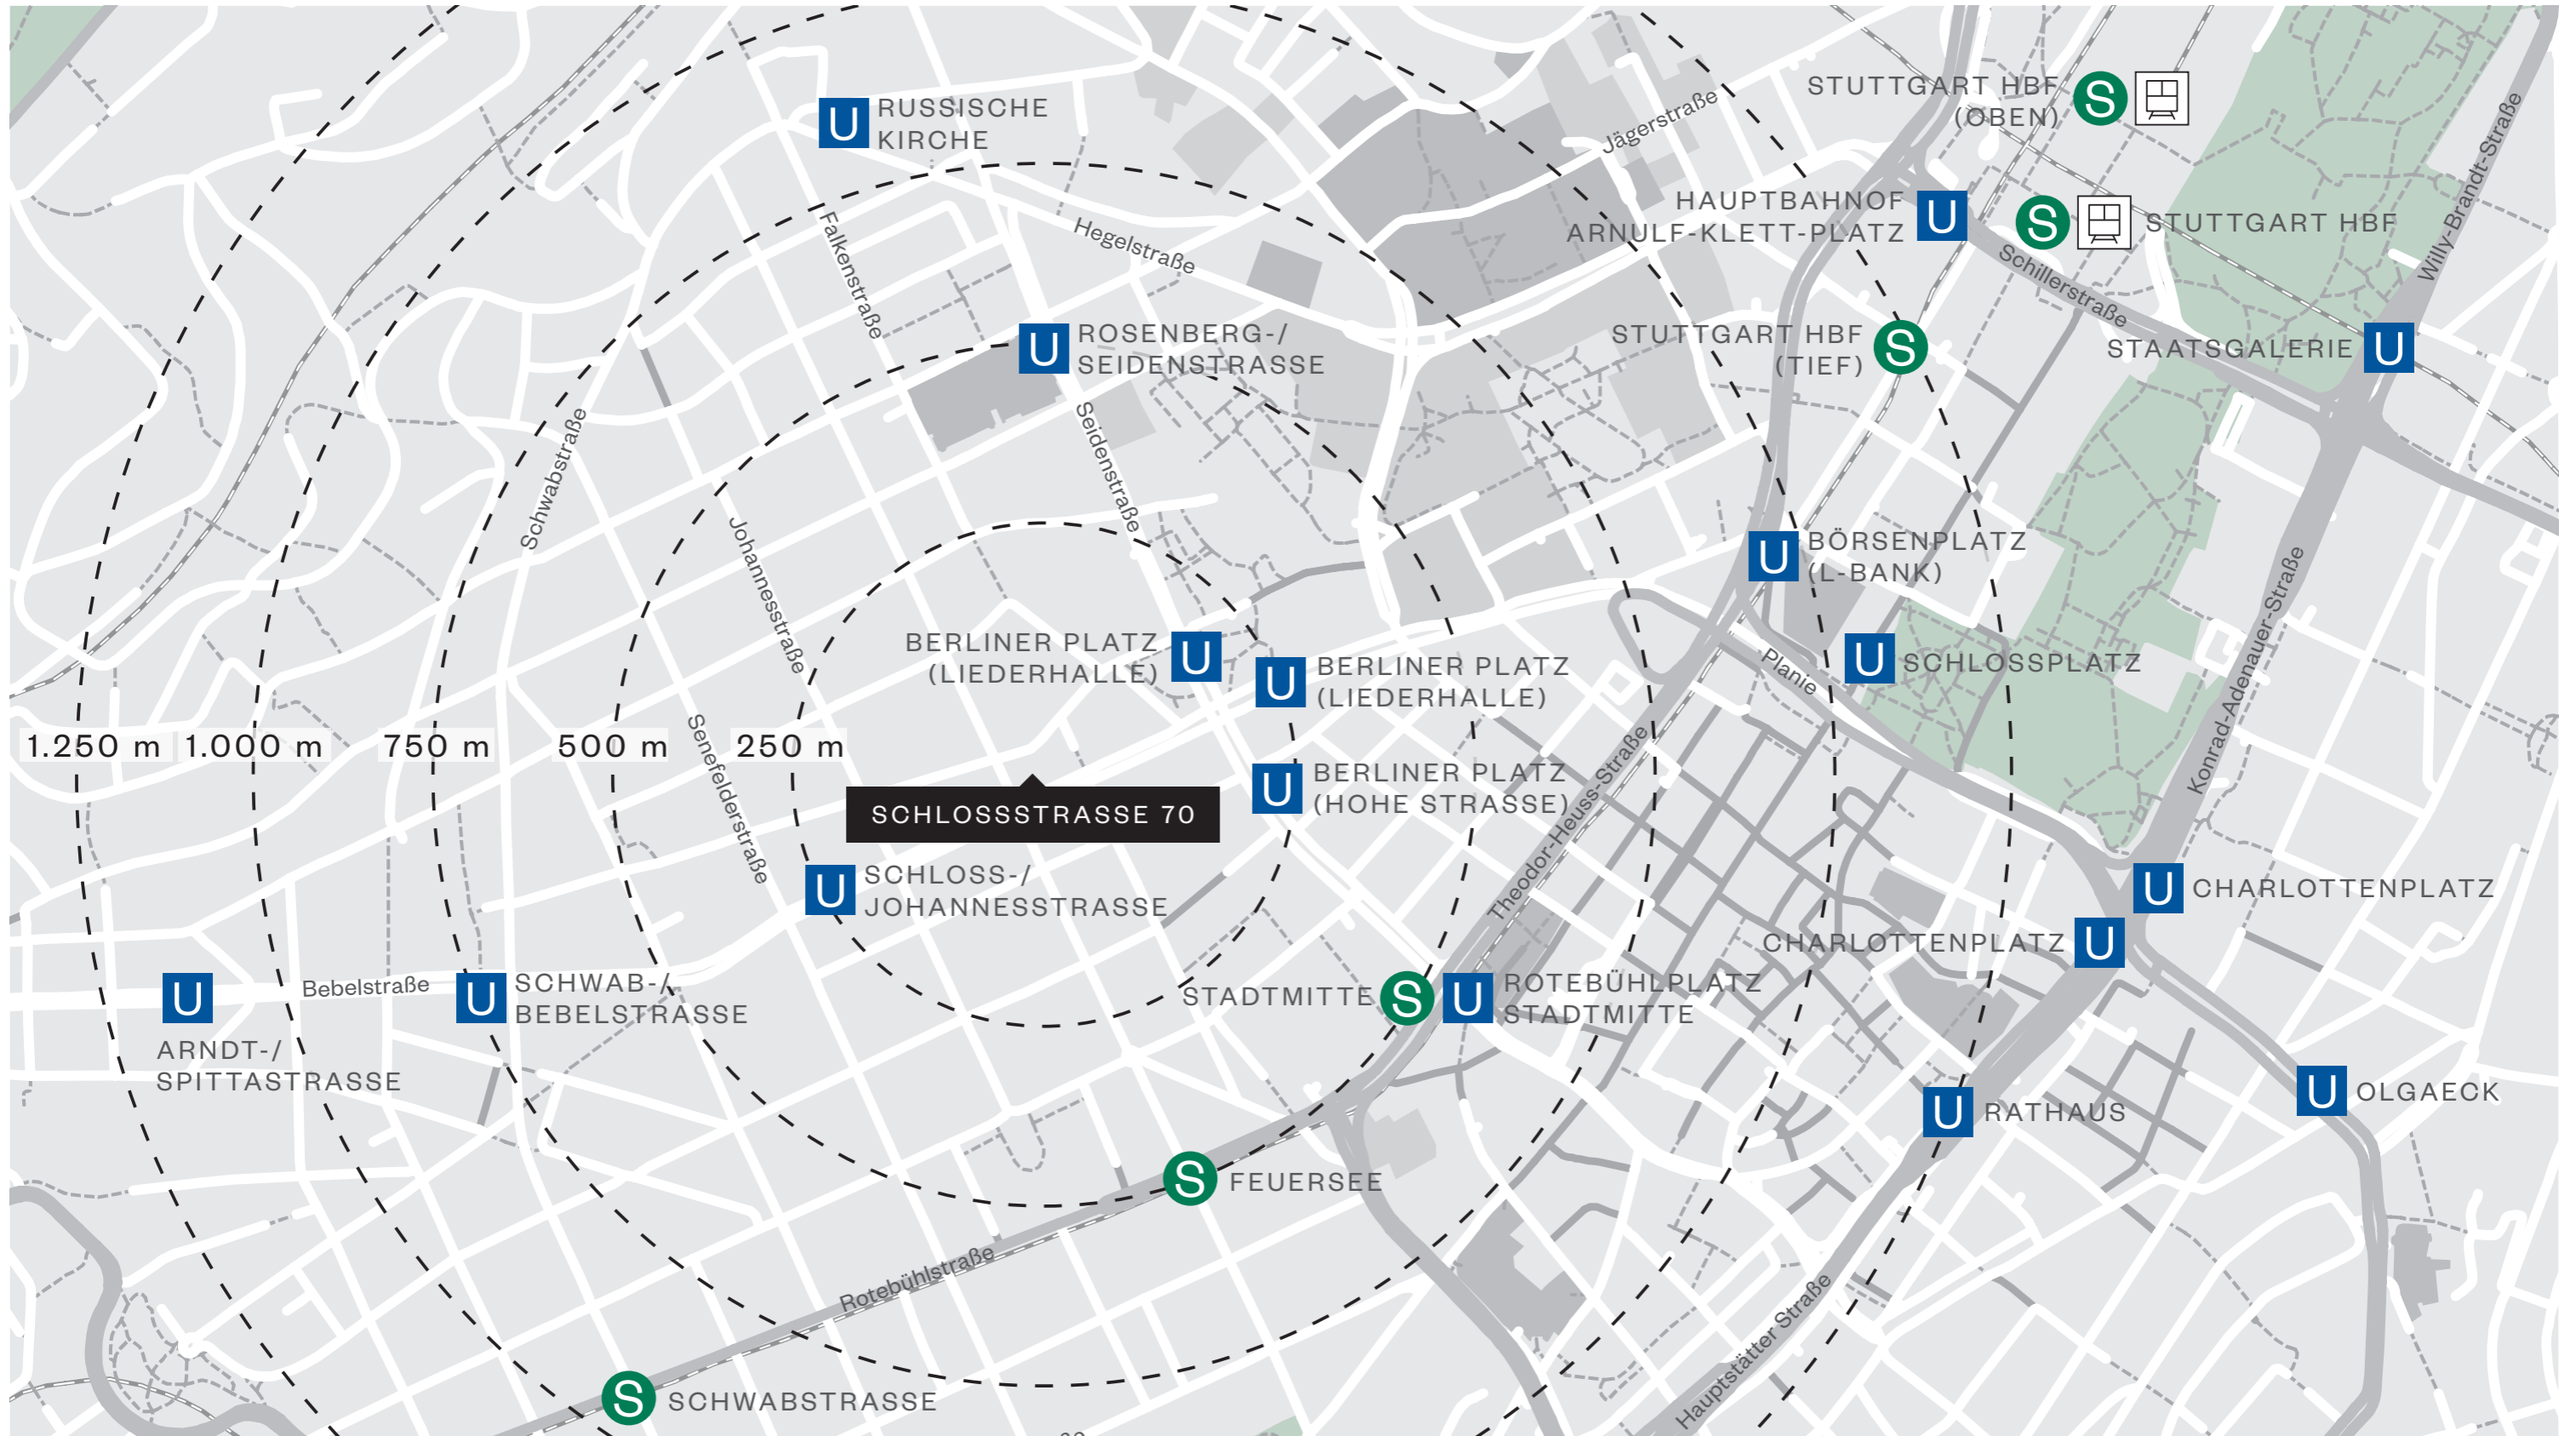 STUTTGART HBF
(OBEN)
S
U
RUSSISCHE
KIRCHE
Jägerstraße
Willy-Brandt-Straße
HAUPTBAHNHOF
ARNULF-KLETT-PLATZ
U
S
STUTTGART HBF
Falkenstraße
Hegelstraße
Schillerstraße
U
ROSENBERG-/
SEIDENSTRASSE
STUTTGART HBF
(TIEF)
S
STAATSGALERIE
U
Schwabstraße
Seidenstraße
Johannesstraße
U
BÖRSENPLATZ
(L-BANK)
Konrad-Adenauer-Straße
BERLINER PLATZ
(LIEDERHALLE)
U
U
BERLINER PLATZ
(LIEDERHALLE)
Planie
U
SCHLOSSPLATZ
1.250 m
1.000 m
750 m
500 m
250 m
Senefelderstraße
SCHLOSSSTRASSE 70
U
BERLINER PLATZ
(HOHE STRASSE)
Theodor-Heuss-Straße
U
SCHLOSS-/
JOHANNESSTRASSE
U
CHARLOTTENPLATZ
CHARLOTTENPLATZ
U
U
Bebelstraße
U
SCHWAB-/
BEBELSTRASSE
STADTMITTE
S
U
ROTEBÜHLPLATZ
STADTMITTE
ARNDT-/
SPITTASTRASSE
U
RATHAUS
U
OLGAECK
S
FEUERSEE
Rotebühlstraße
Hauptstätter Straße
S
SCHWABSTRASSE